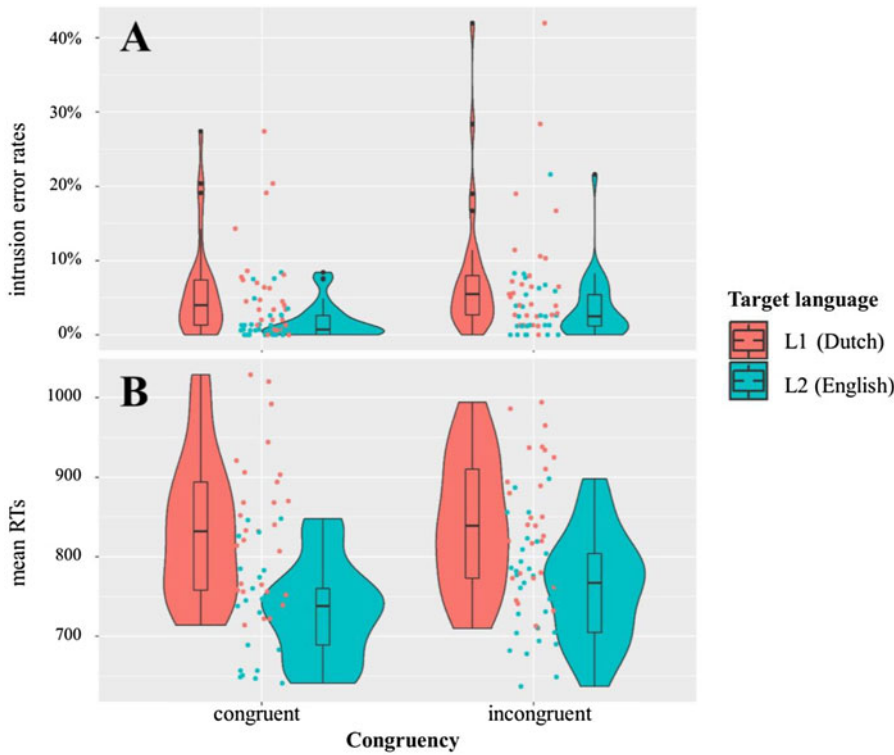 A
40%
30%
20%
10%
0%
intrusion error rates
B
1000
900
800
700
mean RTs
congruent
incongruent
Congruency
Target language
L1 (Dutch)
L2 (English)